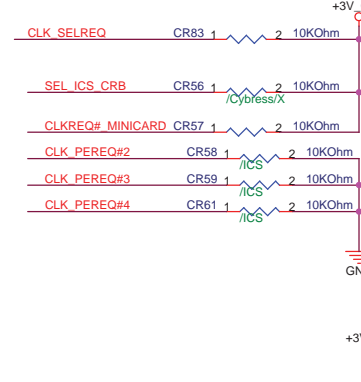 +3V
CLK_SELREQ CR83 1 2 10KOhm
SEL_ICS_CRB CR56 1 2 10KOhm
/Cybress/X
CLKREQ#_MINICARD CR57 1 2 10KOhm
CLK_PEREQ#2 CR58 1 2 10KOhm
/ICS
CLK_PEREQ#3 CR59 1 2 10KOhm
/ICS
CLK_PEREQ#4 CR61 1 2 10KOhm
/ICS
GN
+3V